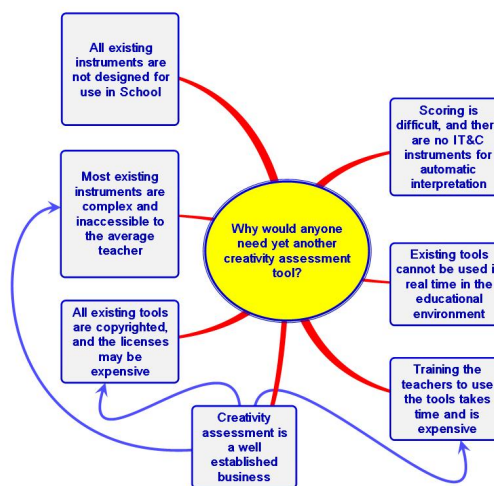 All existing
instruments are
not designed for
use in School
Scoring is
difficult, and ther
are no IT&C
instruments for
automatic
interpretation
Most existing
instruments are
complex and
inaccessible to
the average
teacher
Why would anyone
need yet another
creativity assessment
tool?
Existing tools
cannot be used i
real time in the
educational
environment
All existing tools
are copyrighted,
and the licenses
may be
expensive
Training the
teachers to use
the tools takes
time and is
expensive
Creativity
assessment is
a well
established
business